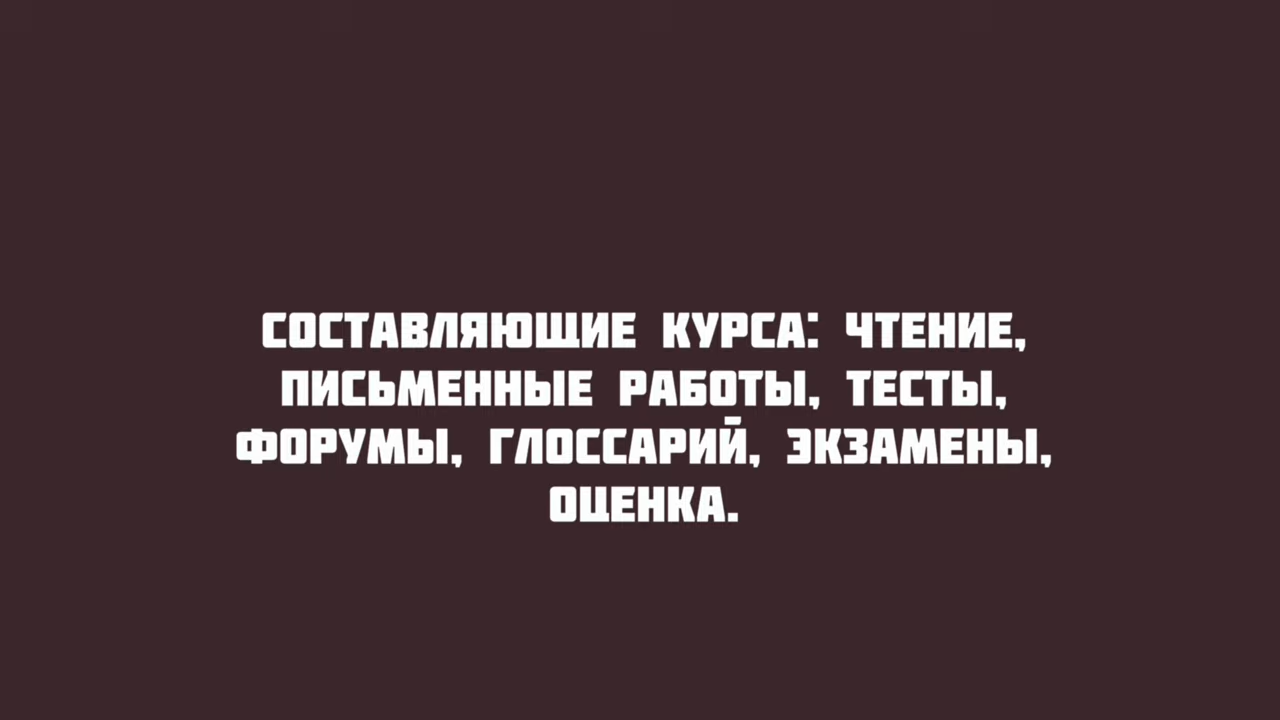 СОСТАВЛЯЮЩИЕ КУРСА: ЧТЕНИЕ,
ПИСЬМЕННЫЕ РАБОТЫ, ТЕСТЫ,
ФОРУМЫ, ГЛОССАРИЙ, ЭКЗАМЕНЫ,
ОЦЕНКА.